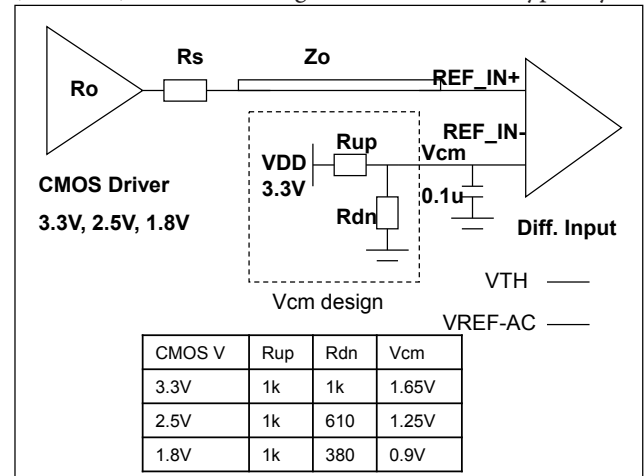 Rs
Zo
Ro
REF_IN+
REF_IN-
Rup
Vcm
VDD
3.3V
0.1u
Rdn
CMOS Driver
3.3V, 2.5V, 1.8V
Diff. Input
VTH
Vcm design
VREF-AC
CMOS V Rup Rdn Vcm
3.3V 1k 1k 1.65V
2.5V 1k 610 1.25V
1.8V 1k 380 0.9V